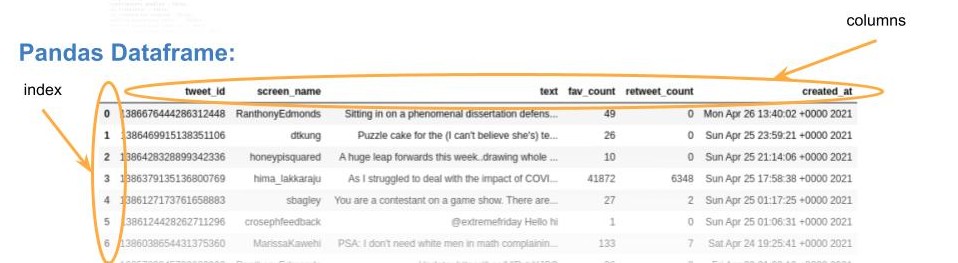 columns
Pandas Dataframe:
index
tweet_id screen_name text fav_count retweet_count created_at
0 1386676444286312448 RanthonyEdmonds Sitting in on a phenomenal dissertation defens... 49 0 Mon Apr 26 13:40:02 +0000 2021
1 1386469915138351106 dtkung Puzzle cake for the (I can't believe she's) te... 26 0 Sun Apr 25 23:59:21 +0000 2021
2 1386428328899342336 honeypisquared A huge leap forwards this week..drawing whole ... 10 0 Sun Apr 25 21:14:06 +0000 2021
3 1386379135136800769 hima_lakkaraju As I struggled to deal with the impact of COVI... 41872 6348 Sun Apr 25 17:58:38 +0000 2021
4 1386127173761658883 sbagley You are a contestant on a game show. There are... 27 2 Sun Apr 25 01:17:25 +0000 2021
5 1386124428262711296 crosephfeedback @extremefriday Hello hi 1 0 Sun Apr 25 01:06:31 +0000 2021
6 1386038654431375360 MarissaKawehi PSA: I don't need white men in math complainin... 133 7 Sat Apr 24 19:25:41 +0000 2021